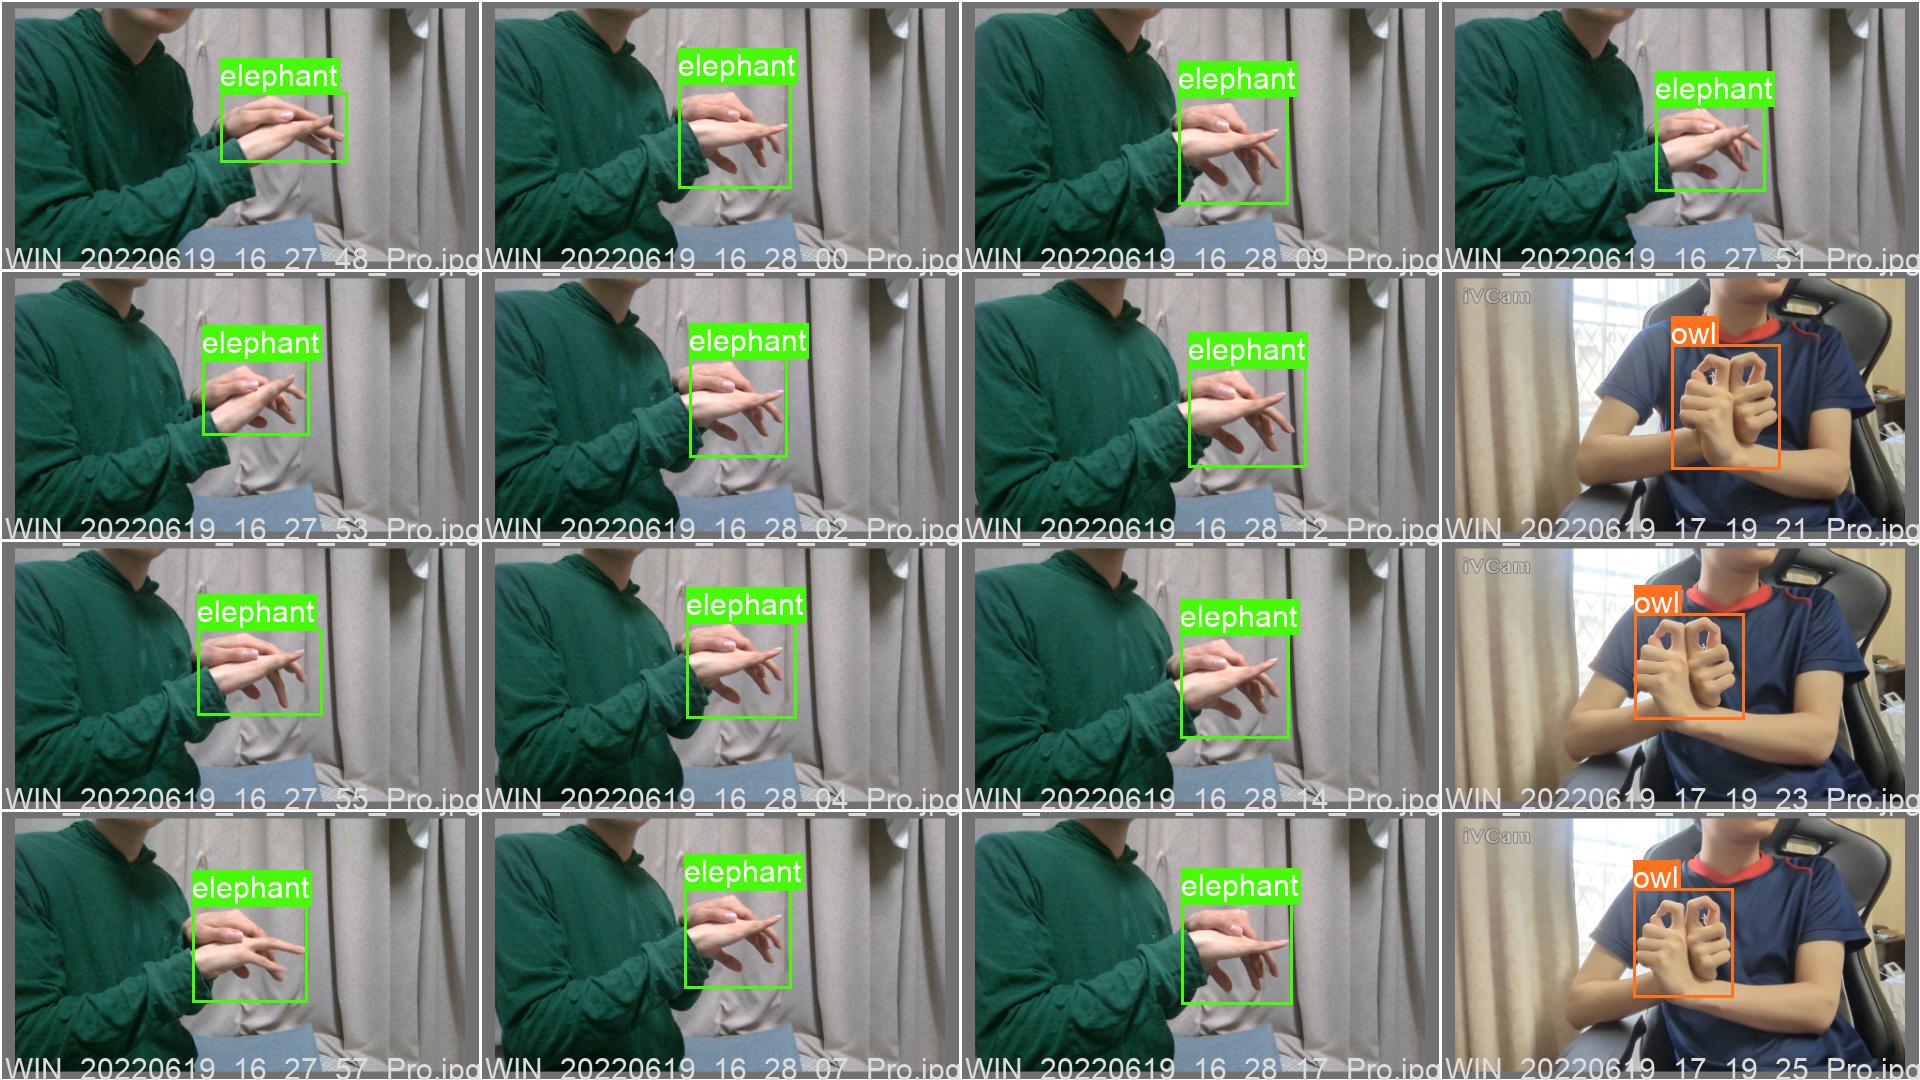 elephant
elephant
elephant
elephant
WIN_20220619_16_27_48_Pro.jpg
WIN_20220619_16_28_00_Pro.jpg
WIN_20220619_16_28_09_Pro.jpg
WIN_20220619_16_27_51_Pro.jpg
elephant
elephant
elephant
iVCam
owl
WIN_20220619_16_27_53_Pro.jpg
WIN_20220619_16_28_02_Pro.jpg
WIN_20220619_16_28_12_Pro.jpg
WIN_20220619_17_19_21_Pro.jpg
elephant
elephant
elephant
iVCam
owl
WIN_20220619_16_27_55_Pro.jpg
WIN_20220619_16_28_04_Pro.jpg
WIN_20220619_16_28_14_Pro.jpg
WIN_20220619_17_19_23_Pro.jpg
elephant
elephant
elephant
iVCam
owl
WIN_20220619_16_27_57_Pro.jpg
WIN_20220619_16_28_07_Pro.jpg
WIN_20220619_16_28_17_Pro.jpg
WIN_20220619_17_19_25_Pro.jpg